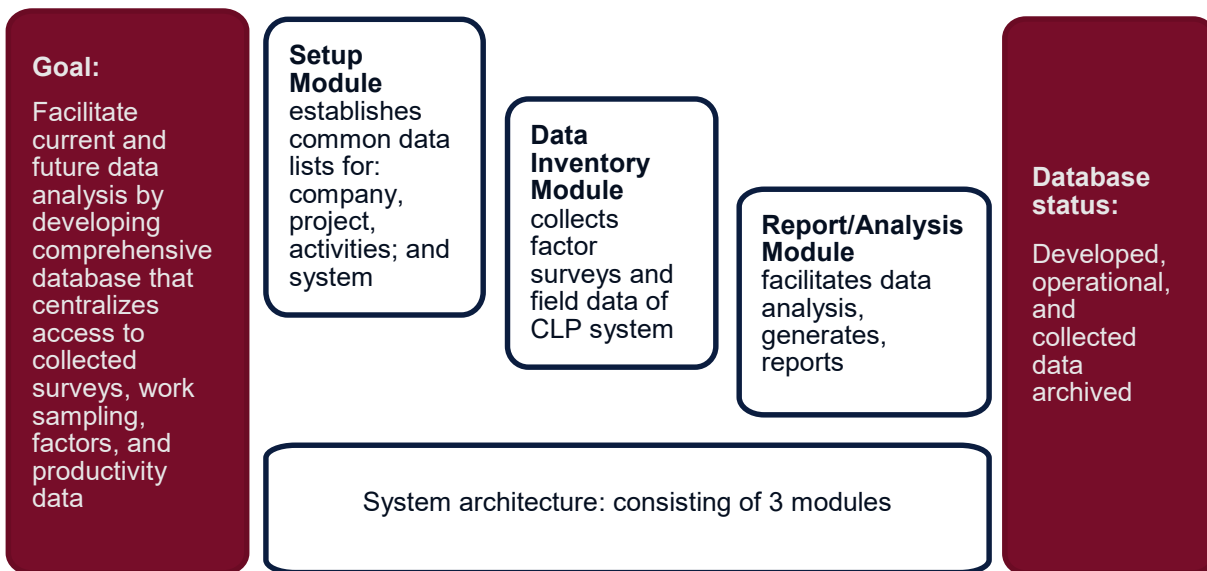 Goal:
Facilitate
current and
future data
analysis by
developing
comprehensive
database that
centralizes
access to
collected
surveys, work
sampling,
factors, and
productivity
data
Setup
Module
establishes
common data
lists for:
company,
project,
activities; and
system
Data
Inventory
Module
collects
factor
surveys and
field data of
CLP system
Report/Analysis
Module
facilitates data
analysis,
generates,
reports
System architecture: consisting of 3 modules
Database
status:
Developed,
operational,
and
collected
data
archived